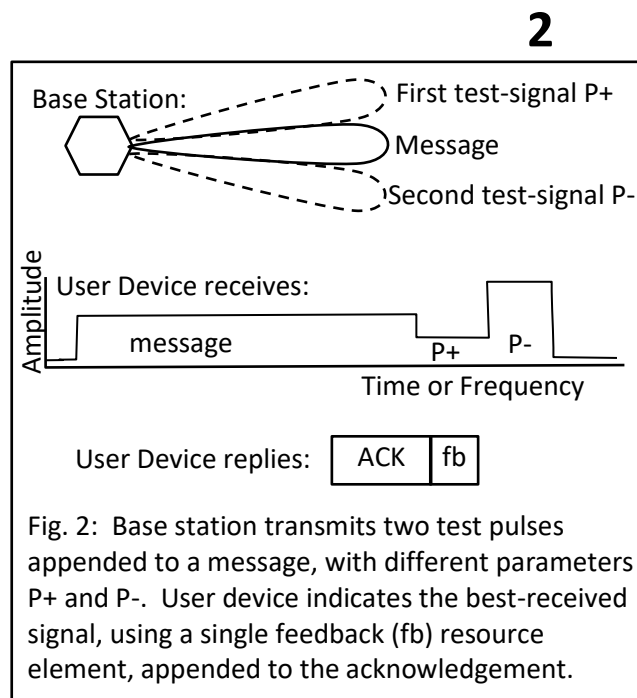 2
Base Station:
First test-signal P+
Message
Second test-signal P-
Amplitude
User Device receives:
message
P+
P-
Time or Frequency
User Device replies:
ACK
fb
Fig. 2:  Base station transmits two test pulses
appended to a message, with different parameters
P+ and P-.  User device indicates the best-received
signal, using a single feedback (fb) resource
element, appended to the acknowledgement.